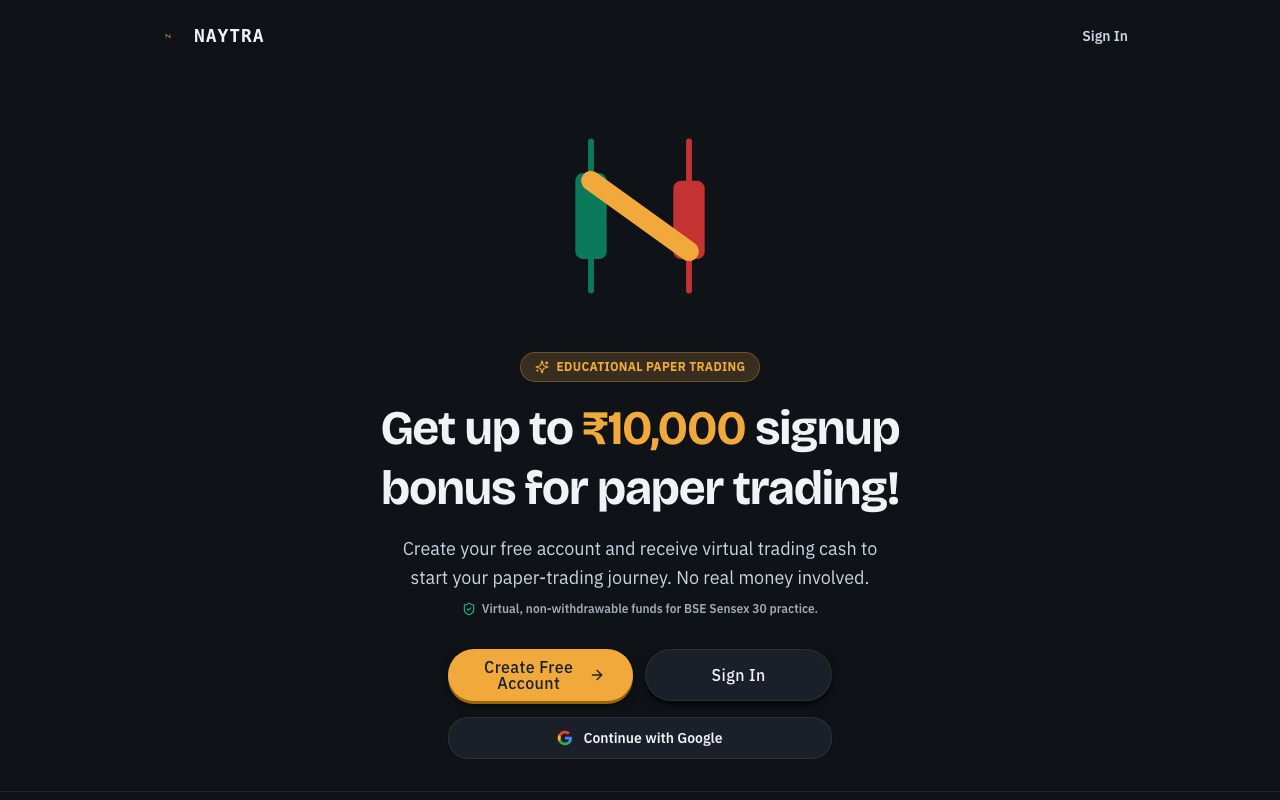 NAYTRA
Sign In
EDUCATIONAL PAPER TRADING
Get up to ₹10,000 signup
bonus for paper trading!
Create your free account and receive virtual trading cash to
start your paper-trading journey. No real money involved.
Virtual, non-withdrawable funds for BSE Sensex 30 practice.
Create Free
Account
Sign In
Continue with Google